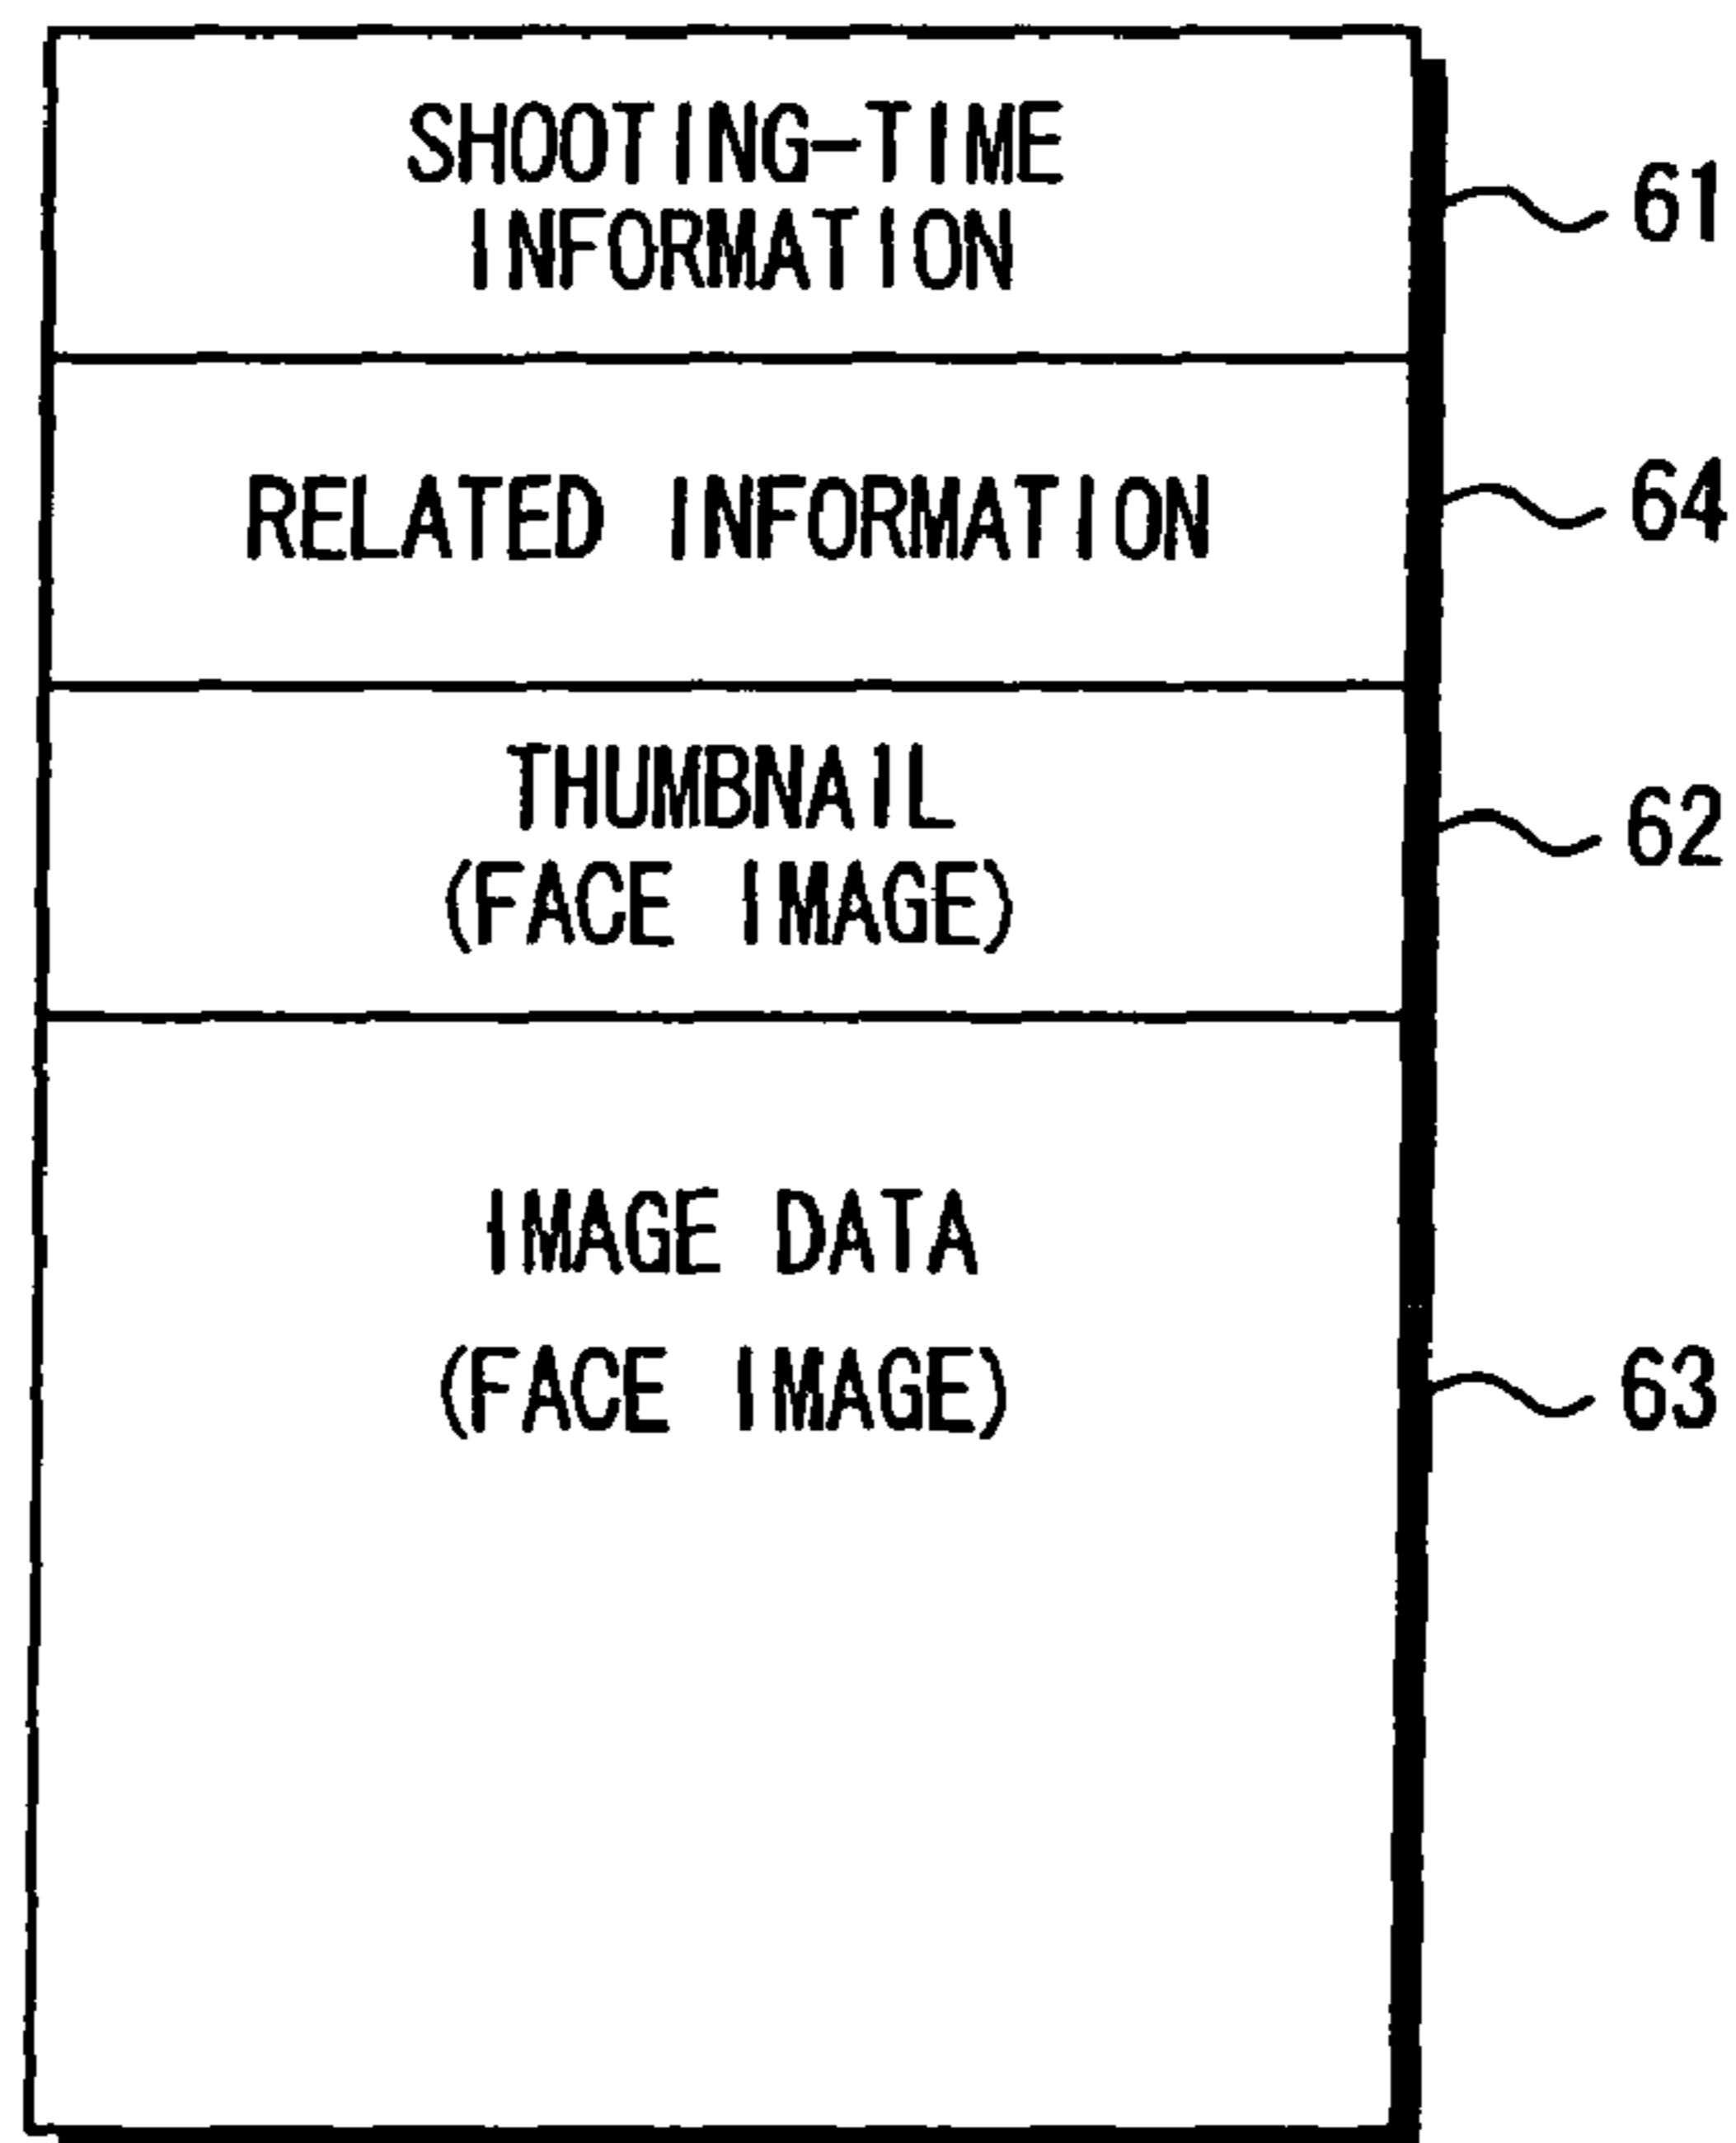 SHOOTING-TIME
INFORMATION
61
RELATED INFORMATION
64
THUMBNAIL
(FACE IMAGE)
62
IMAGE DATA
(FACE IMAGE)
63